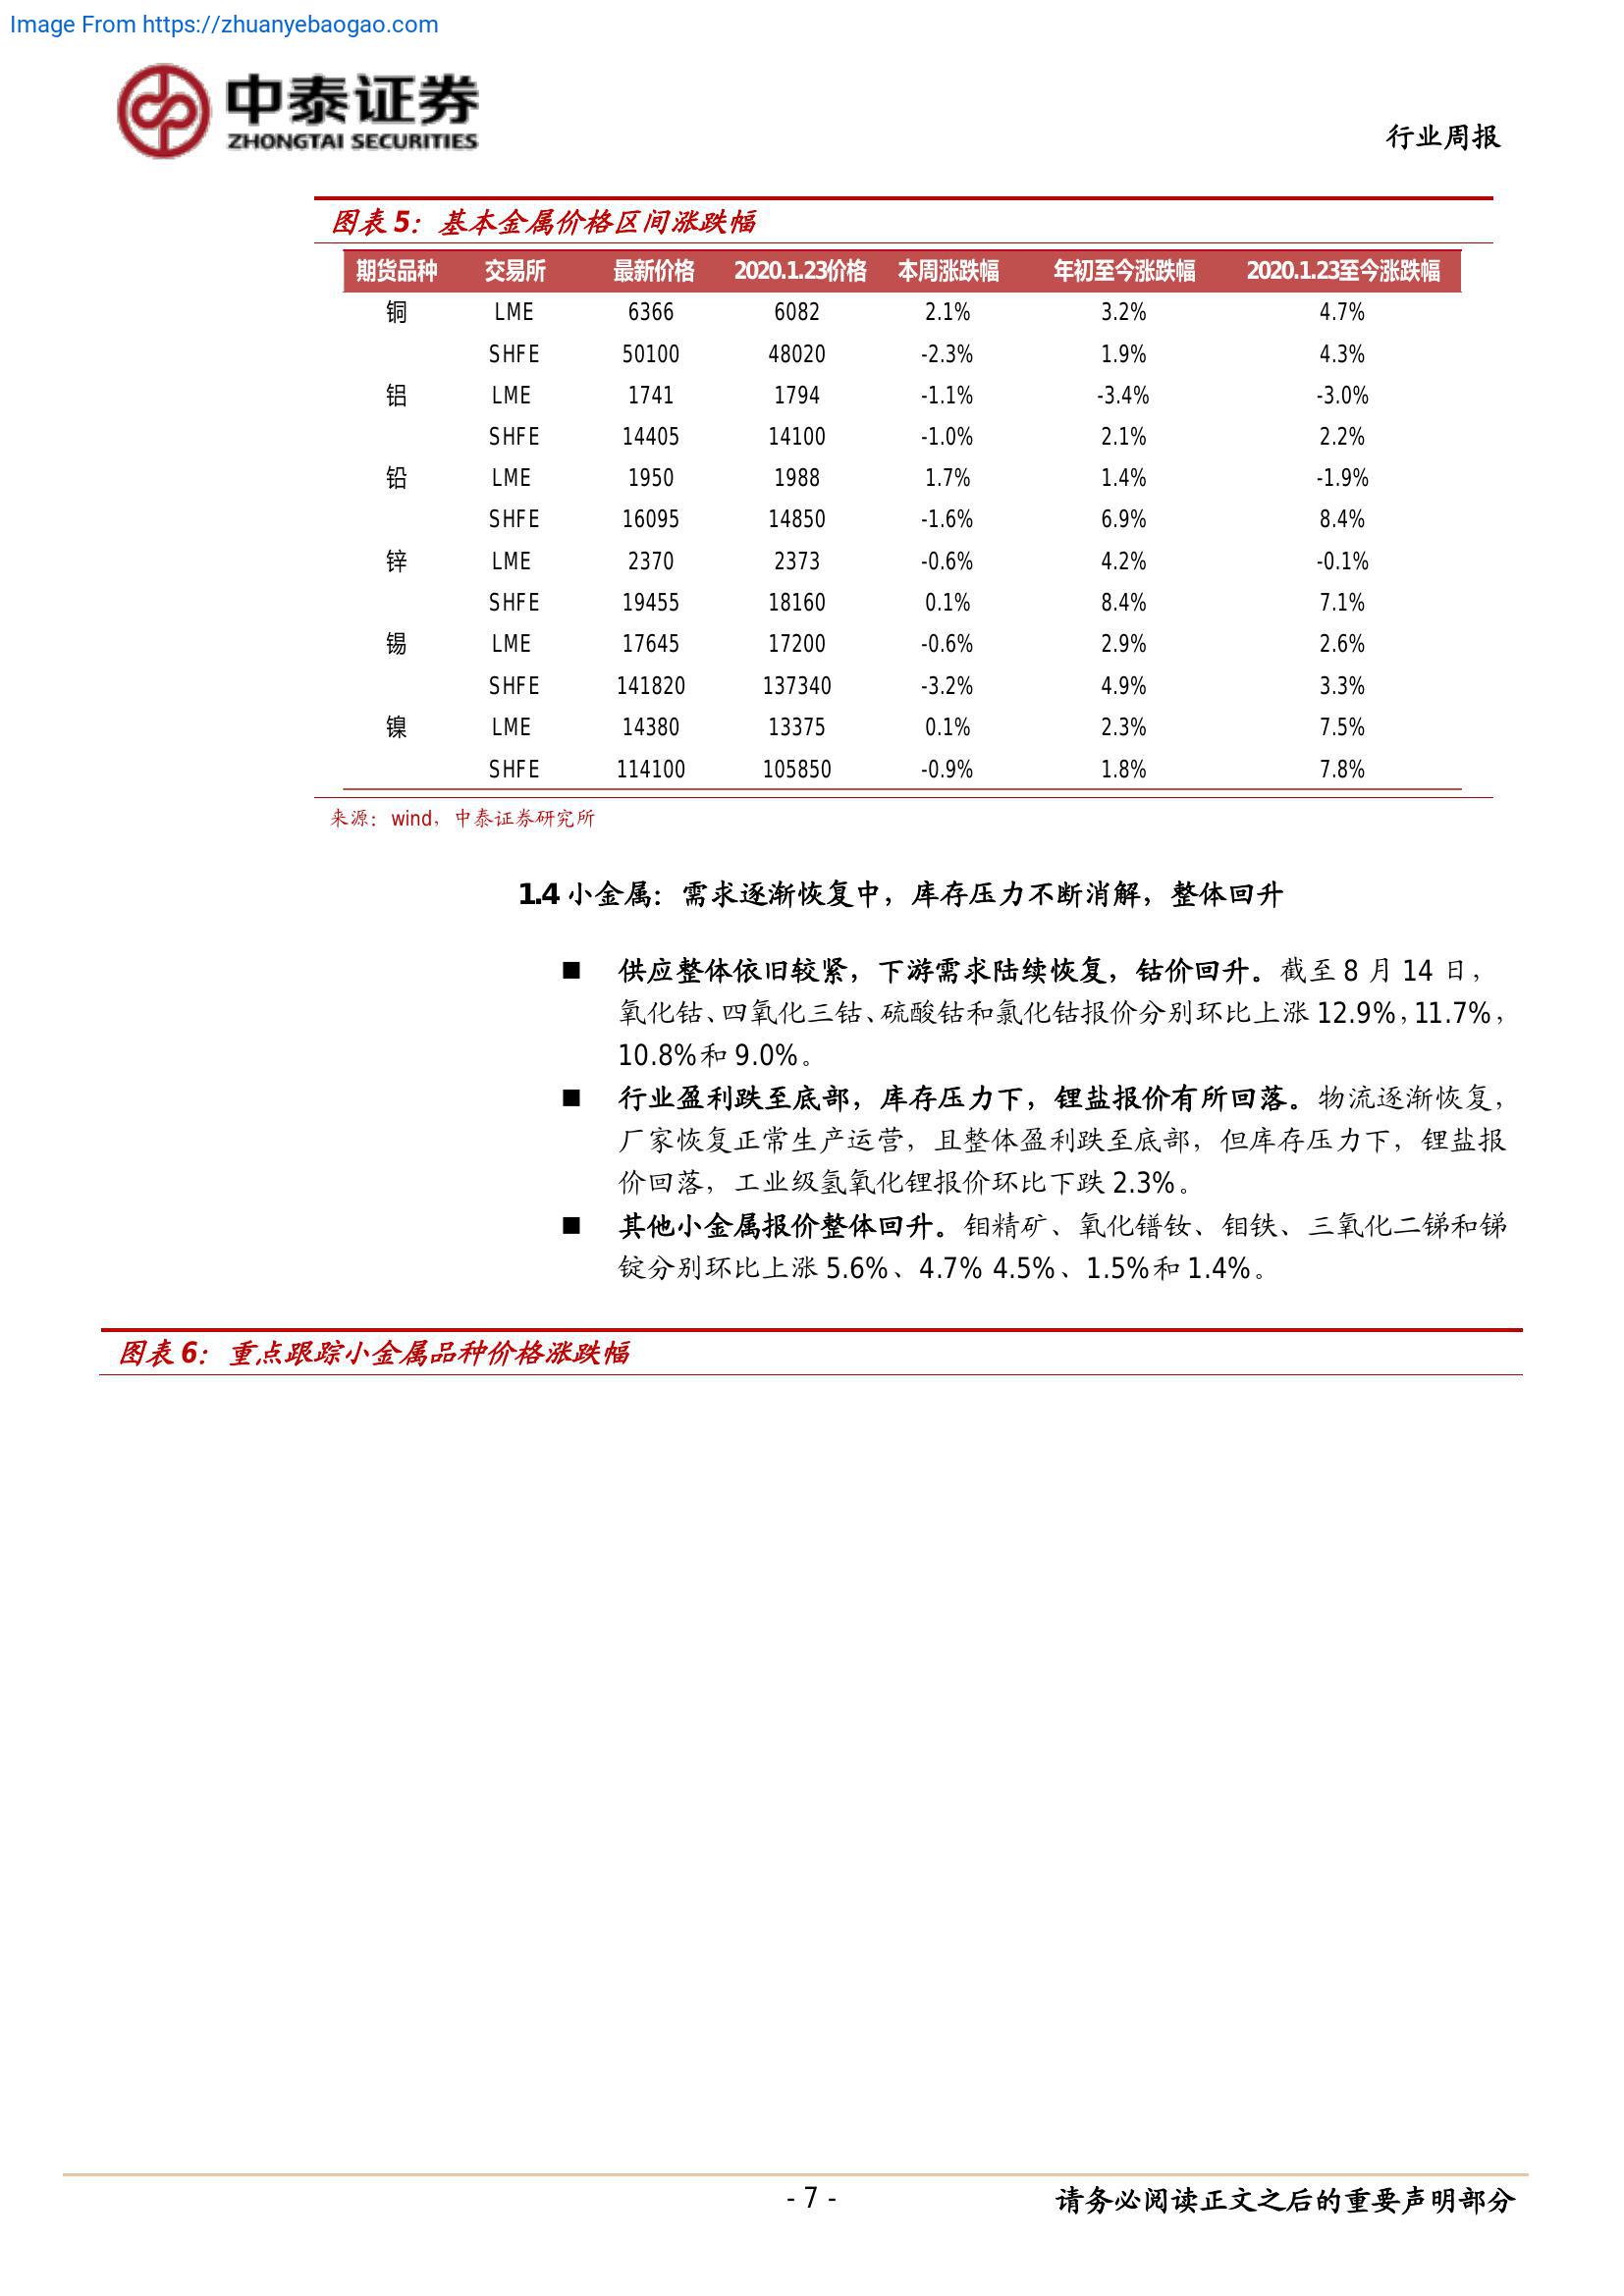 Image From https://zhuanyebaogao.com
中泰证券
ZHONGTAI SECURITIES
行业周报
图表 5：基本金属价格区间涨跌幅
期货品种 交易所 最新价格 2020.1.23价格 本周涨跌幅 年初至今涨跌幅 2020.1.23至今涨跌幅
铜 LME 6366 6082 2.1% 3.2% 4.7%
SHFE 50100 48020 -2.3% 1.9% 4.3%
铝 LME 1741 1794 -1.1% -3.4% -3.0%
SHFE 14405 14100 -1.0% 2.1% 2.2%
铅 LME 1950 1988 1.7% 1.4% -1.9%
SHFE 16095 14850 -1.6% 6.9% 8.4%
锌 LME 2370 2373 -0.6% 4.2% -0.1%
SHFE 19455 18160 0.1% 8.4% 7.1%
锡 LME 17645 17200 -0.6% 2.9% 2.6%
SHFE 141820 137340 -3.2% 4.9% 3.3%
镍 LME 14380 13375 0.1% 2.3% 7.5%
SHFE 114100 105850 -0.9% 1.8% 7.8%
来源：wind，中泰证券研究所
1.4 小金属：需求逐渐恢复中，库存压力不断消解，整体回升
■ 供应整体依旧较紧，下游需求陆续恢复，钴价回升。截至 8 月 14 日，
氧化钴、四氧化三钴、硫酸钴和氯化钴报价分别环比上涨 12.9%，11.7%，
10.8%和 9.0%。
■ 行业盈利跌至底部，库存压力下，锂盐报价有所回落。物流逐渐恢复，
厂家恢复正常生产运营，且整体盈利跌至底部，但库存压力下，锂盐报
价回落，工业级氢氧化锂报价环比下跌 2.3%。
■ 其他小金属报价整体回升。钼精矿、氧化镨钕、钼铁、三氧化二锑和锑
锭分别环比上涨 5.6%、4.7% 4.5%、1.5%和 1.4%。
图表 6：重点跟踪小金属品种价格涨跌幅
- 7 -
请务必阅读正文之后的重要声明部分